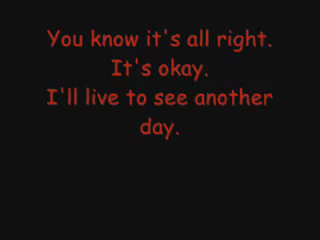 You know it's all right.
It's okay.
I'll live to see another
day.